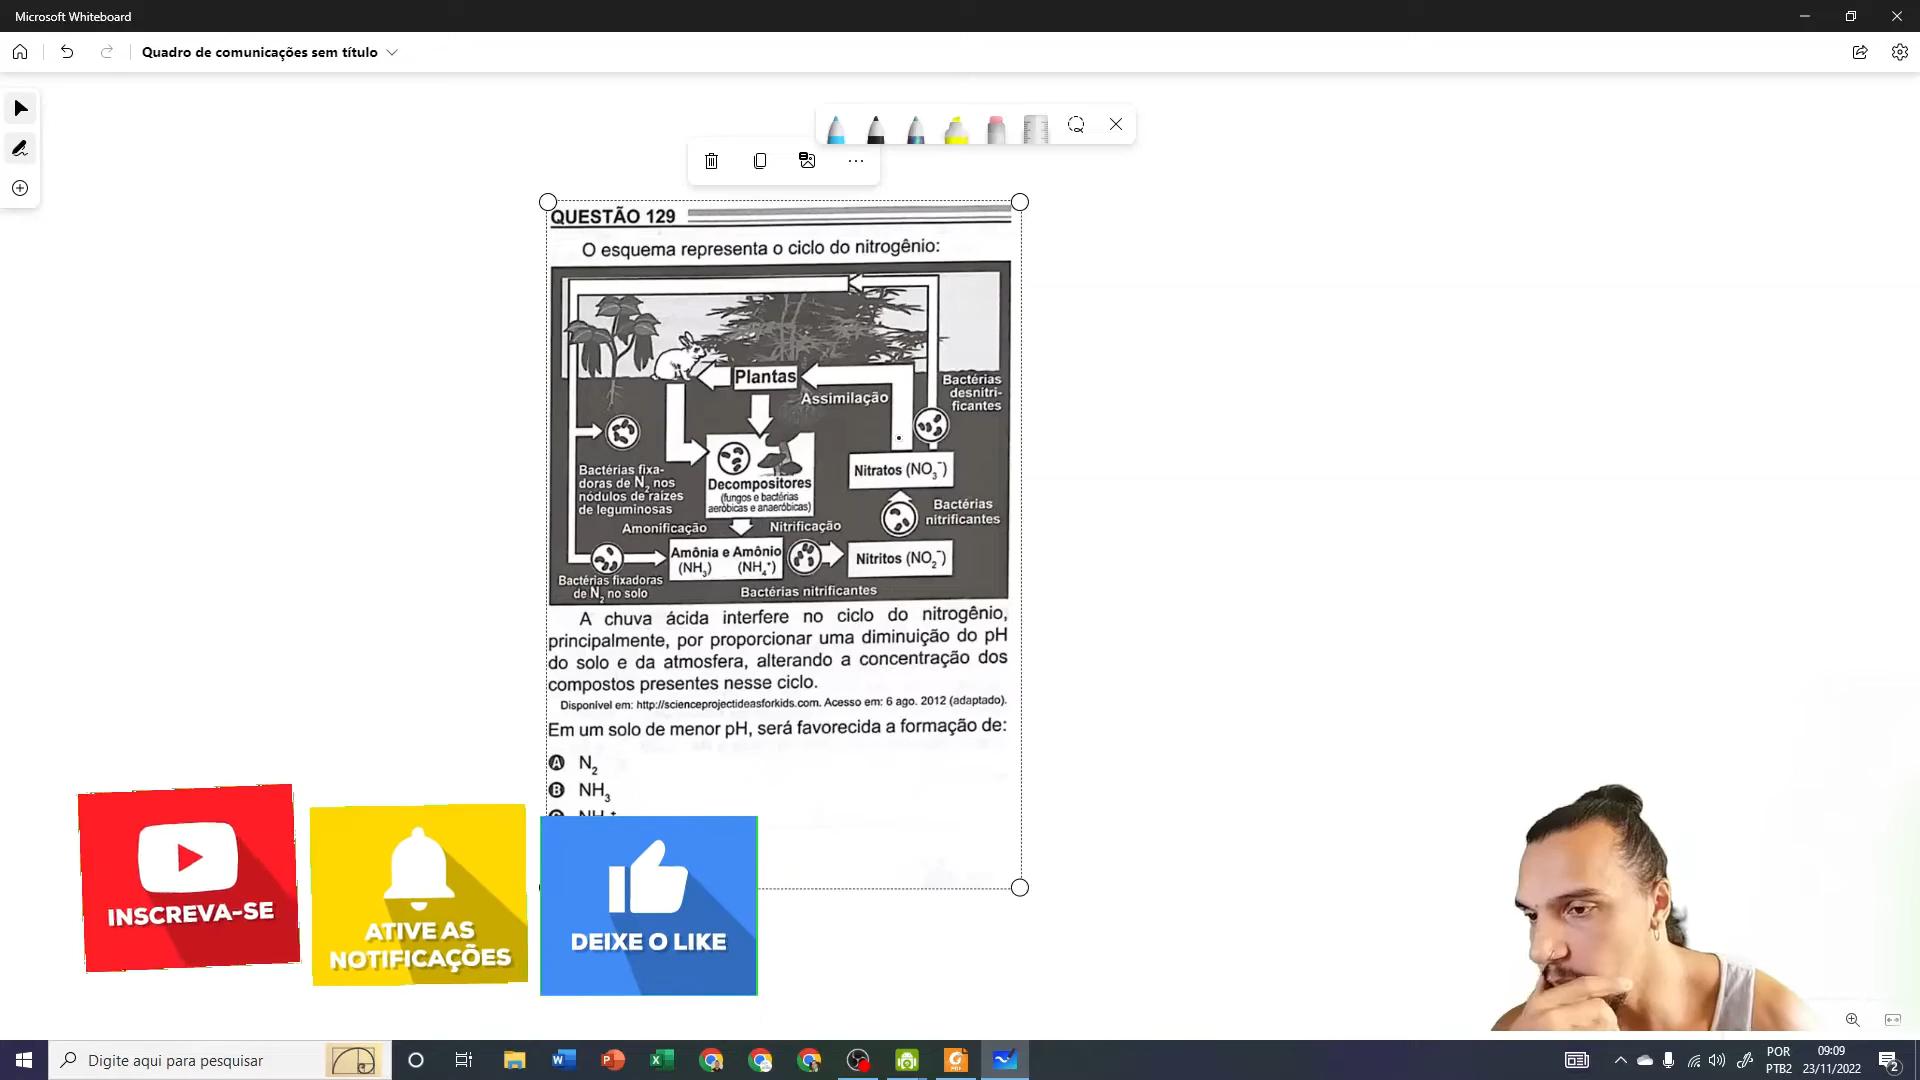 Microsoft Whiteboard
Quadro de comunicações sem título
QUESTÃO 129
O esquema representa o ciclo do nitrogênio:
Plantas
Assimilação
Bactérias
desnitri-
ficantes
Bactérias fixa-
doras de N2 nos
nódulos de raízes
de leguminosas
Decompositores
(fungos e bactérias
aeróbicas e anaeróbicas)
Nitratos (NO3⁻)
Bactérias
nitrificantes
Amonificação
Nitrificação
Amônia e Amônio
(NH3) (NH4⁺)
Nitritos (NO2⁻)
Bactérias fixadoras
de N2 no solo
Bactérias nitrificantes
A chuva ácida interfere no ciclo do nitrogênio,
principalmente, por proporcionar uma diminuição do pH
do solo e da atmosfera, alterando a concentração dos
compostos presentes nesse ciclo.
Disponível em: http://scienceprojectideasforkids.com. Acesso em: 6 ago. 2012 (adaptado).
Em um solo de menor pH, será favorecida a formação de:
A N2
B NH3
INSCREVA-SE
ATIVE AS
NOTIFICAÇÕES
DEIXE O LIKE
Digite aqui para pesquisar
POR
PTB2
09:09
23/11/2022
2